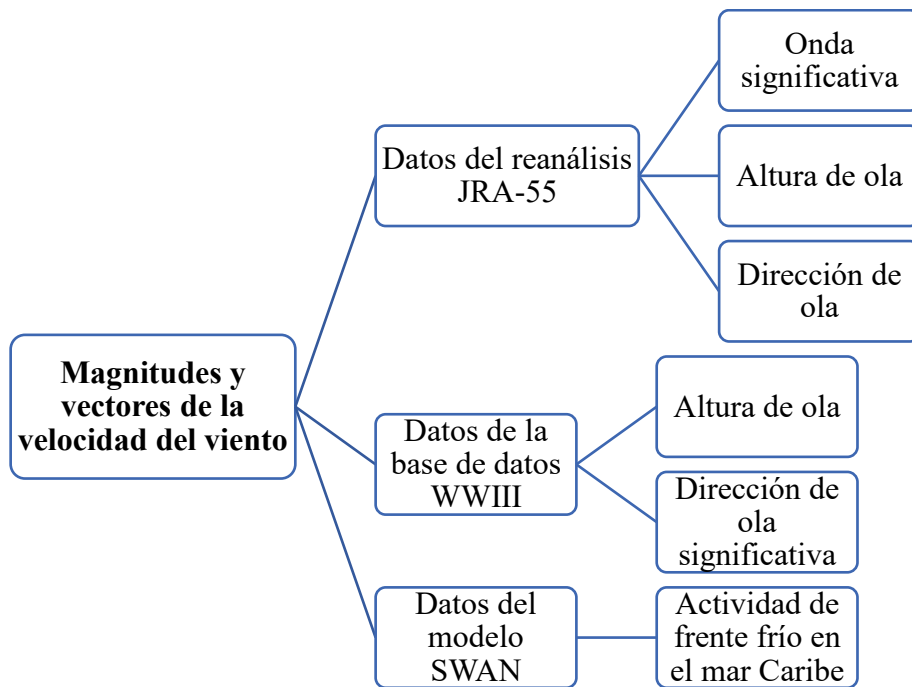 Magnitudes y
vectores de la
velocidad del viento
Datos del reanálisis
JRA-55
Onda
significativa
Altura de ola
Dirección de
ola
Datos de la
base de datos
WWIII
Altura de ola
Dirección de
ola
significativa
Datos del
modelo
SWAN
Actividad de
frente frío en
el mar Caribe